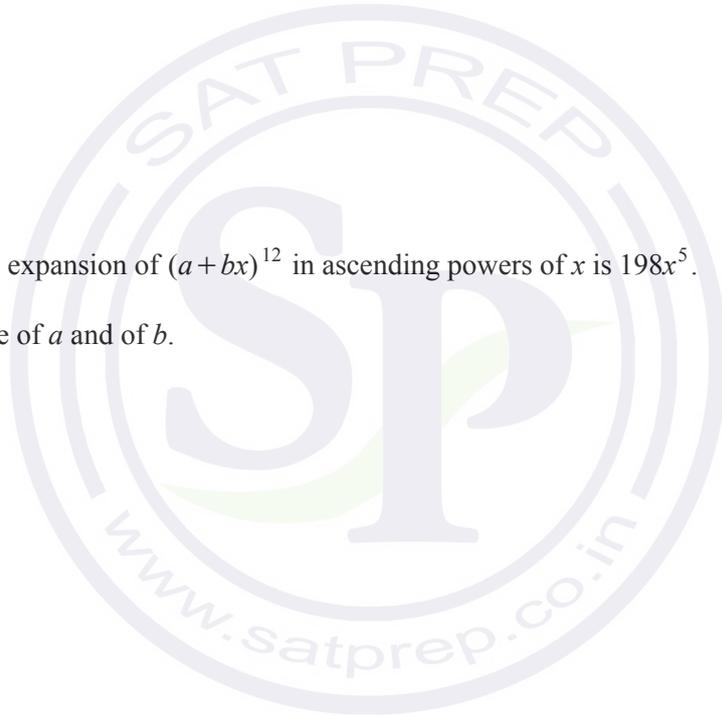 SAT PREP
expansion of (a+bx)^12 in ascending powers of x is 198x^5.
e of a and of b.
SP
www.satprep.co.in